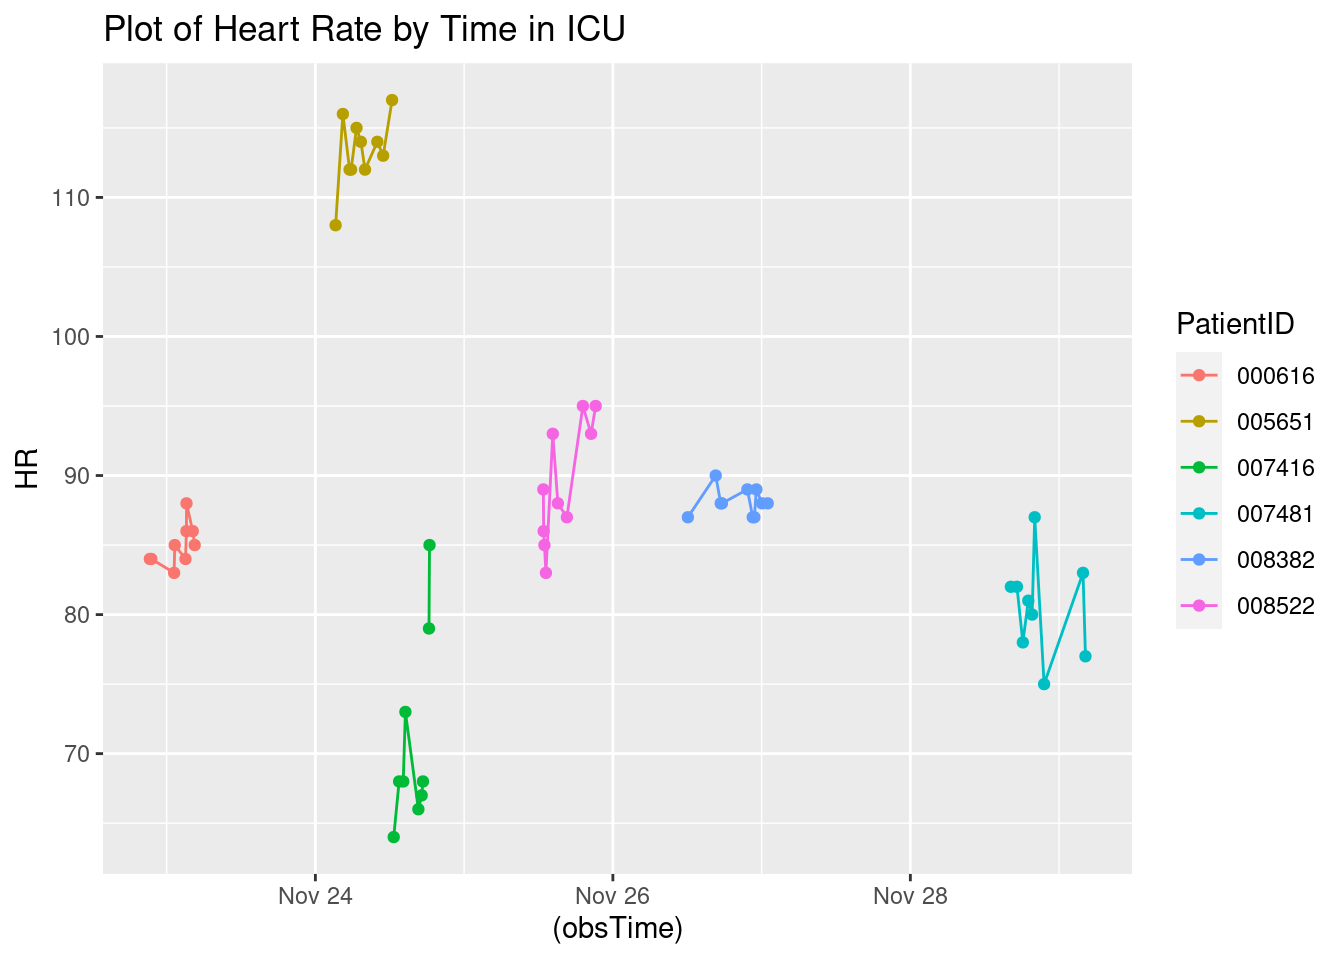 Plot of Heart Rate by Time in ICU
HR
110
100
90
80
70
Nov 24
Nov 26
Nov 28
(obsTime)
PatientID
000616
005651
007416
007481
008382
008522